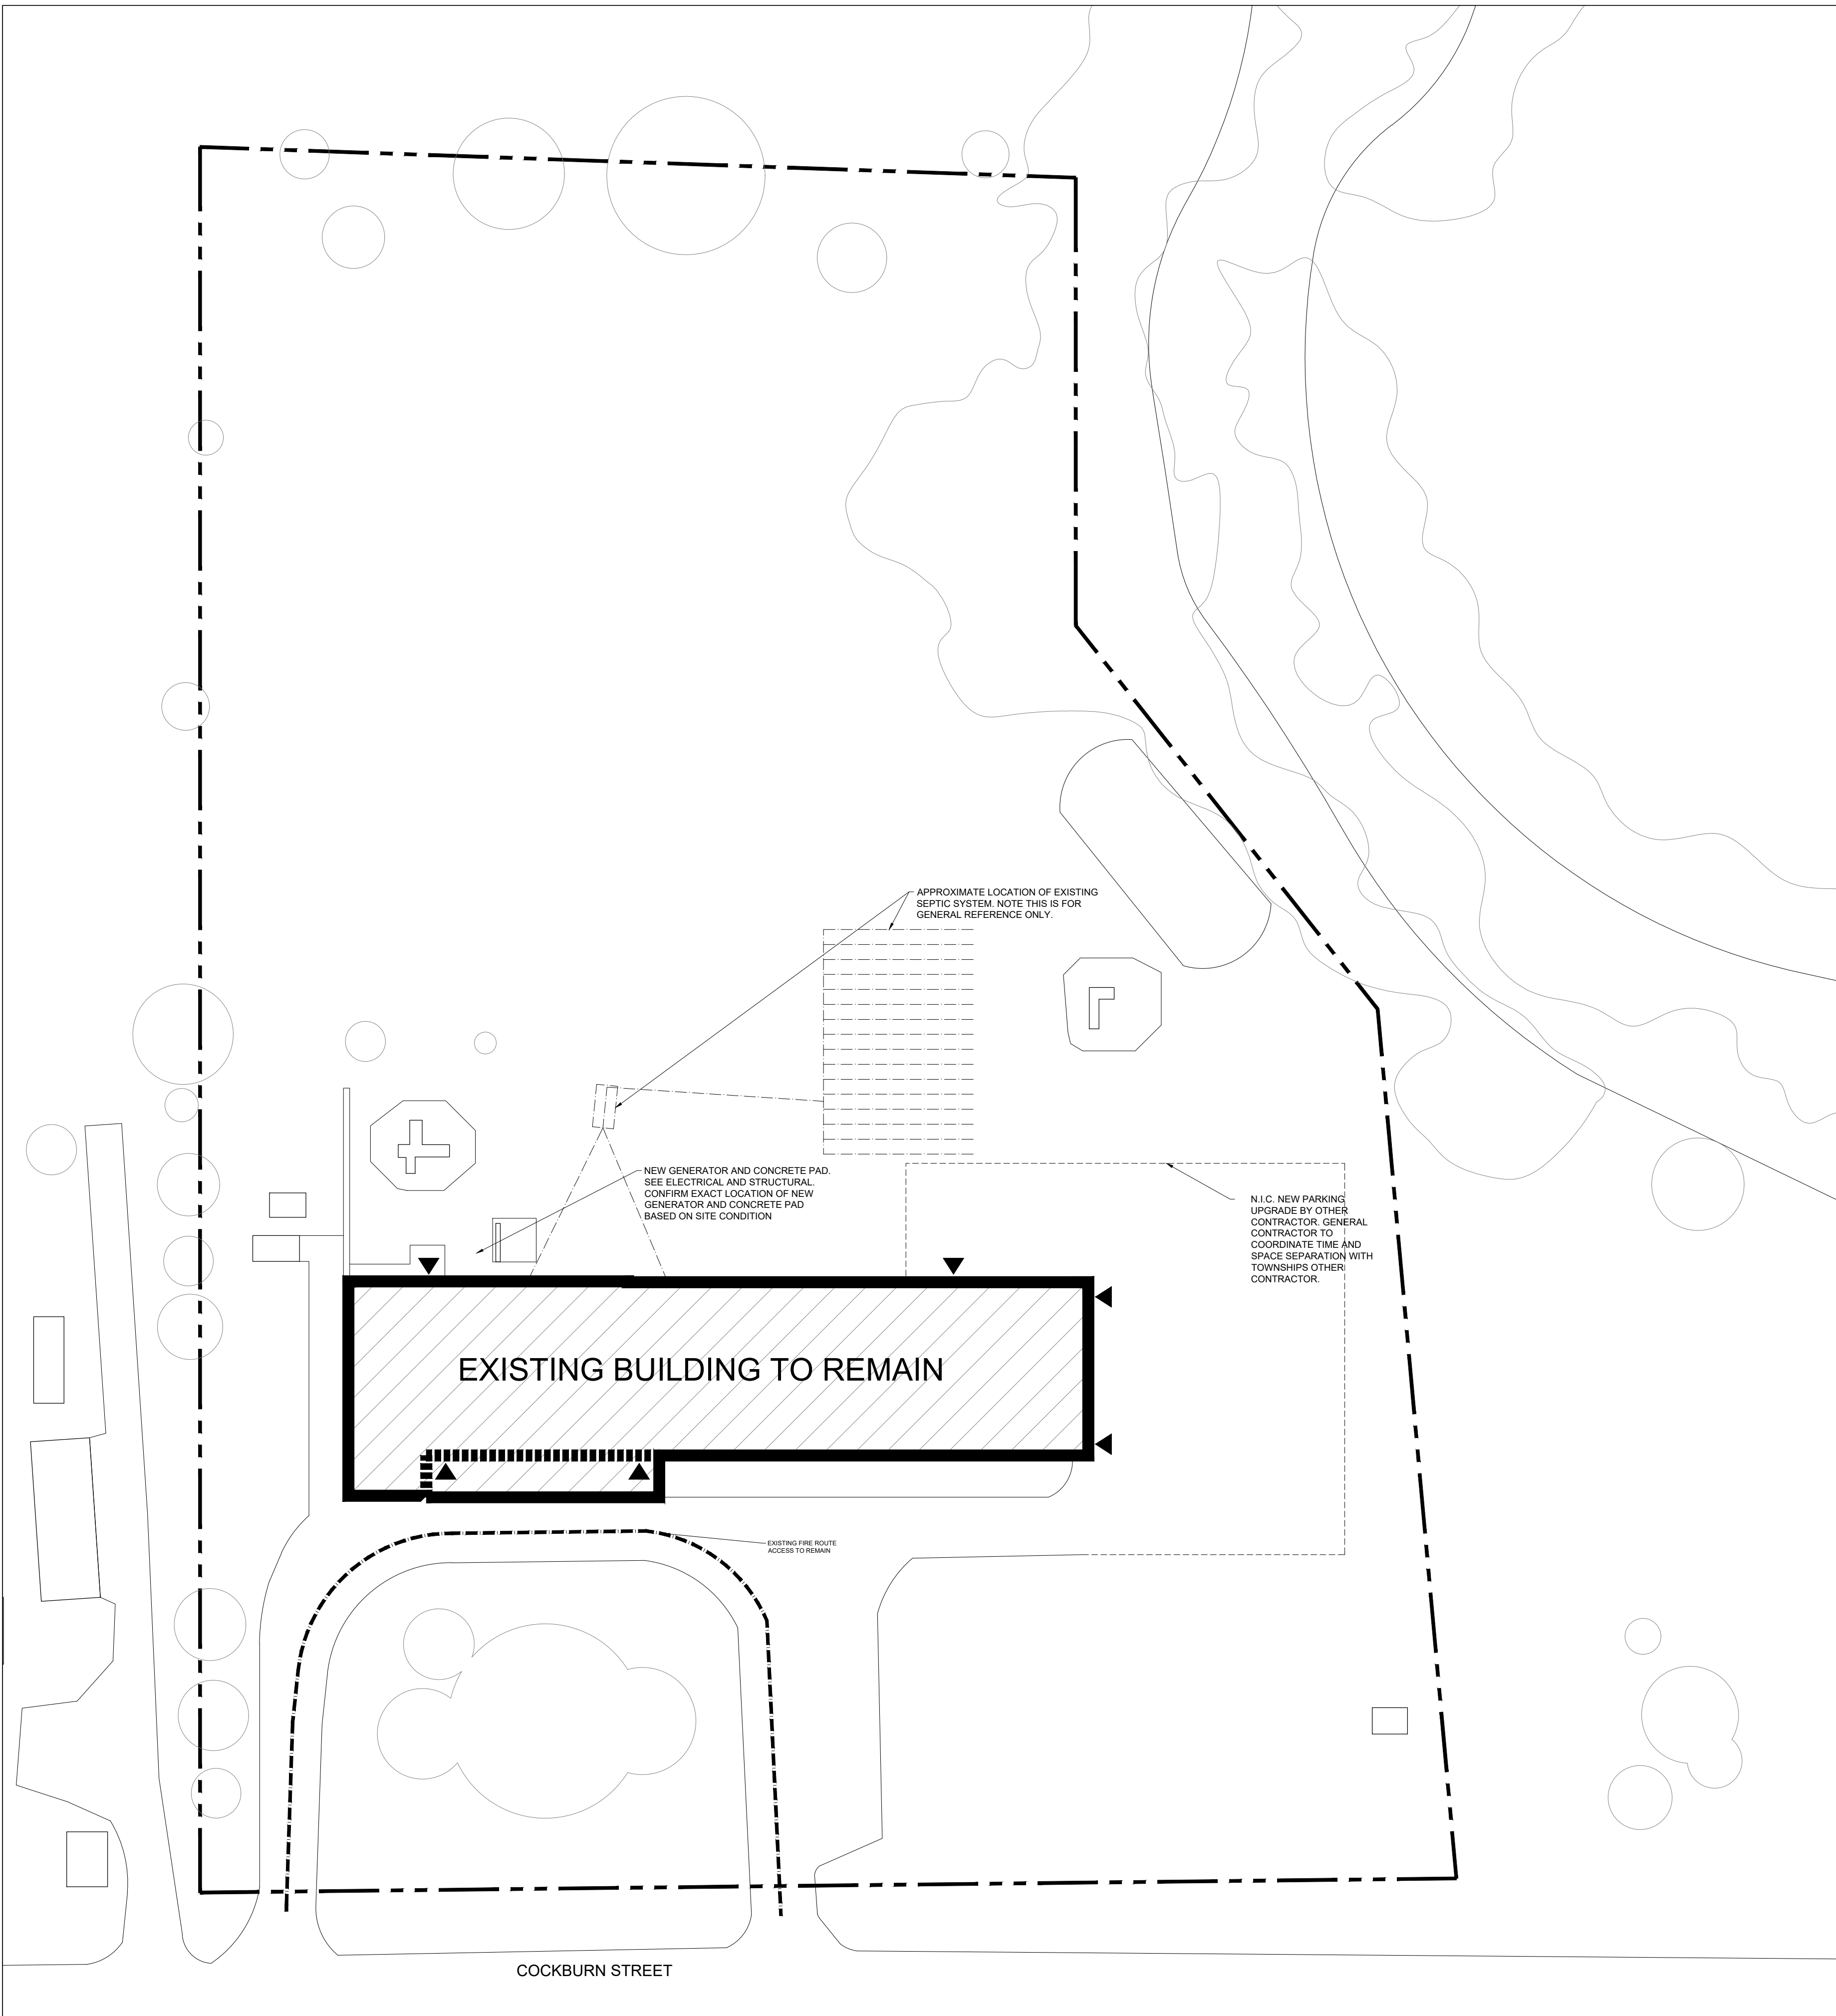 APPROXIMATE LOCATION OF EXISTING
SEPTIC SYSTEM. NOTE THIS IS FOR
GENERAL REFERENCE ONLY.
NEW GENERATOR AND CONCRETE PAD.
SEE ELECTRICAL AND STRUCTURAL.
CONFIRM EXACT LOCATION OF NEW
GENERATOR AND CONCRETE PAD
BASED ON SITE CONDITION
N.I.C. NEW PARKING
UPGRADE BY OTHER
CONTRACTOR. GENERAL
CONTRACTOR TO
COORDINATE TIME AND
SPACE SEPARATION WITH
TOWNSHIPS OTHER
CONTRACTOR.
EXISTING BUILDING TO REMAIN
EXISTING FIRE ROUTE
ACCESS TO REMAIN
COCKBURN STREET